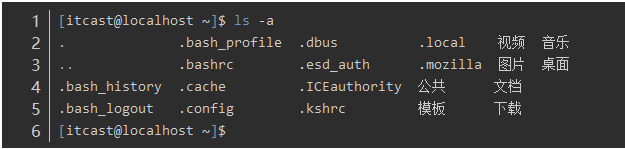 1 [itcast@localhost ~]$ ls -a
2 . .bash_profile .dbus .local 视频 音乐
3 .. .bashrc .esd_auth .mozilla 图片 桌面
4 .bash_history .cache .ICEauthority 公共 文档
5 .bash_logout .config .kshrc 模板 下载
6 [itcast@localhost ~]$